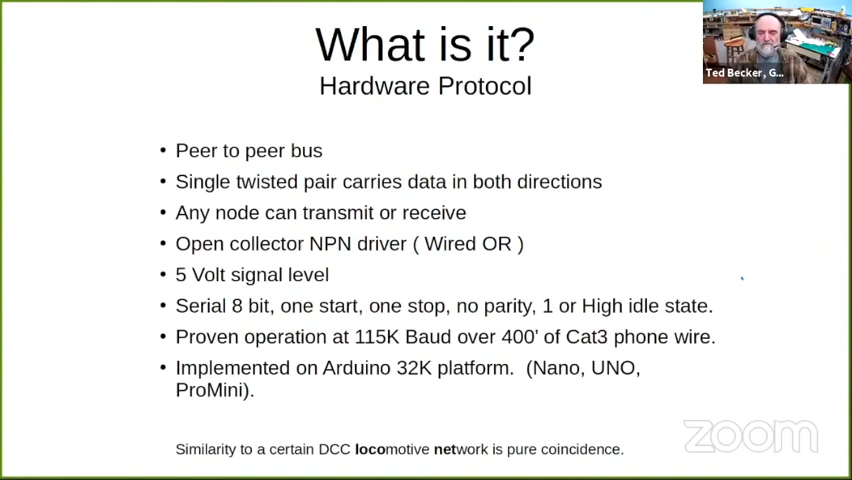 What is it?
Hardware Protocol
Ted Becker, G...
• Peer to peer bus
• Single twisted pair carries data in both directions
• Any node can transmit or receive
• Open collector NPN driver ( Wired OR )
• 5 Volt signal level
• Serial 8 bit, one start, one stop, no parity, 1 or High idle state.
• Proven operation at 115K Baud over 400’ of Cat3 phone wire.
• Implemented on Arduino 32K platform.  (Nano, UNO,
ProMini).
Similarity to a certain DCC locomotive network is pure coincidence.
zoom